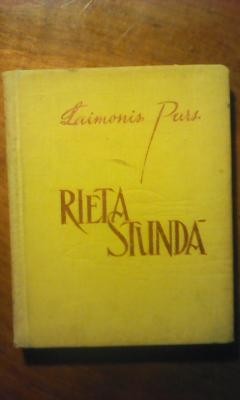 Laimonis Purs.
RIETA
STUNDĀ